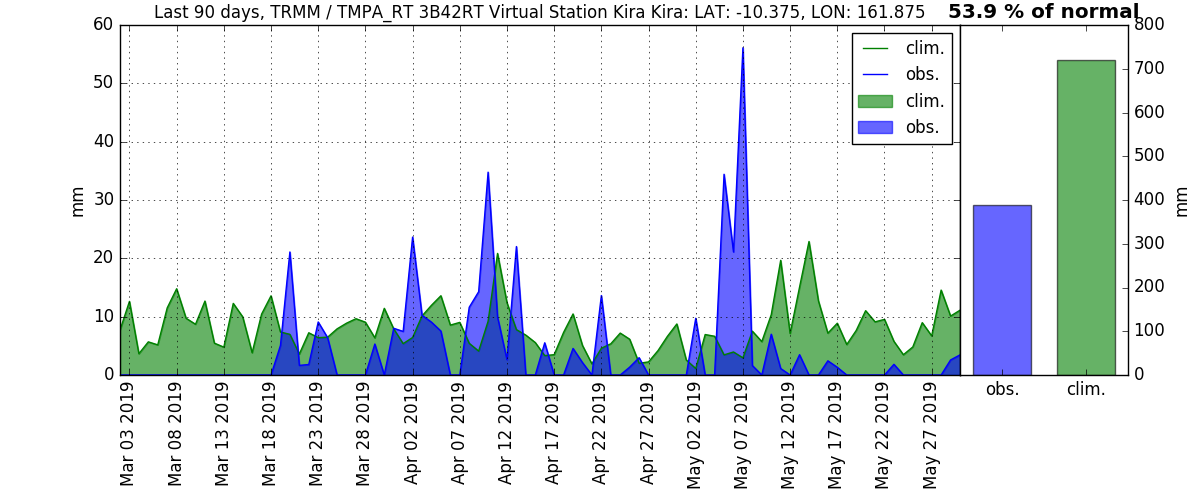 Last 90 days, TRMM / TMPA_RT 3B42RT Virtual Station Kira Kira: LAT: -10.375, LON: 161.875
53.9 % of normal
60
50
40
30
20
10
0
mm
clim.
obs.
clim.
obs.
Mar 03 2019
Mar 08 2019
Mar 13 2019
Mar 18 2019
Mar 23 2019
Mar 28 2019
Apr 02 2019
Apr 07 2019
Apr 12 2019
Apr 17 2019
Apr 22 2019
Apr 27 2019
May 02 2019
May 07 2019
May 12 2019
May 17 2019
May 22 2019
May 27 2019
800
700
600
500
400
300
200
100
0
mm
obs.
clim.